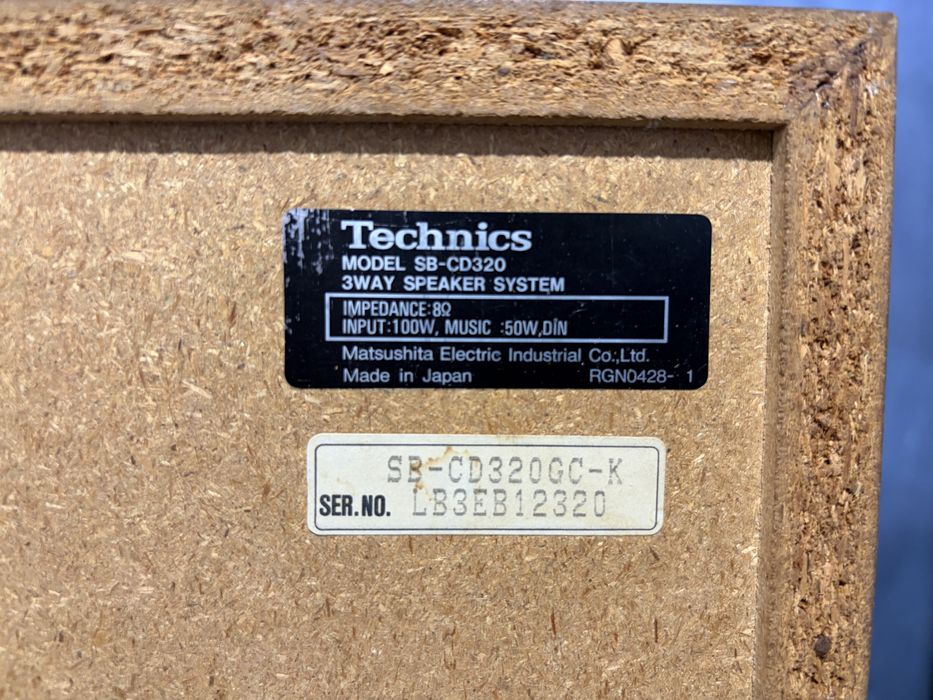 Technics
MODEL SB-CD320
3WAY SPEAKER SYSTEM
IMPEDANCE:8Ω
INPUT:100W, MUSIC :50W,DIN
Matsushita Electric Industrial Co.,Ltd.
Made in Japan RGN0428- 1
SB-CD320GC-K
SER.NO. LB3EB12320